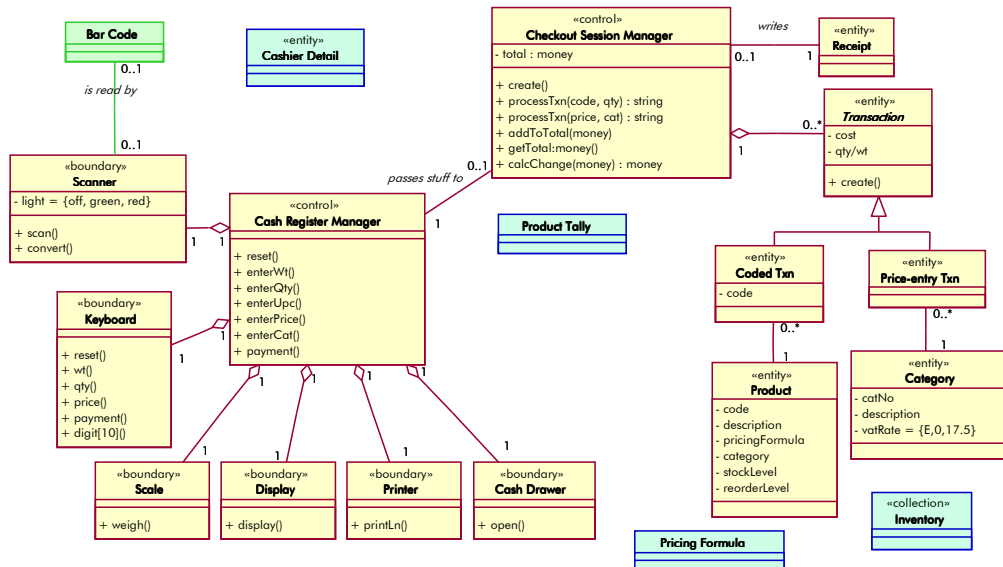 Bar Code
0..1
is read by
0..1
«entity»
Cashier Detail
«control»
Checkout Session Manager
- total : money
+ create()
+ processTxn(code, qty) : string
+ processTxn(price, cat) : string
+ addToTotal(money)
+ getTotal:money()
+ calcChange(money) : money
writes
0..1
1
«entity»
Receipt
«entity»
Transaction
- cost
- qty/wt
+ create()
0..*
1
0..1
passes stuff to
1
«boundary»
Scanner
- light = {off, green, red}
+ scan()
+ convert()
1
1
«control»
Cash Register Manager
+ reset()
+ enterWt()
+ enterQty()
+ enterUpc()
+ enterPrice()
+ enterCat()
+ payment()
Product Tally
«entity»
Coded Txn
- code
«entity»
Price-entry Txn
0..*
1
0..*
1
«boundary»
Keyboard
+ reset()
+ wt()
+ qty()
+ price()
+ payment()
+ digit[10]()
1
1
1
1
1
1
«entity»
Product
- code
- description
- pricingFormula
- category
- stockLevel
- reorderLevel
«entity»
Category
- catNo
- description
- vatRate = {E,0,17.5}
1
1
1
1
«boundary»
Scale
+ weigh()
«boundary»
Display
+ display()
«boundary»
Printer
+ printLn()
«boundary»
Cash Drawer
+ open()
«collection»
Inventory
Pricing Formula